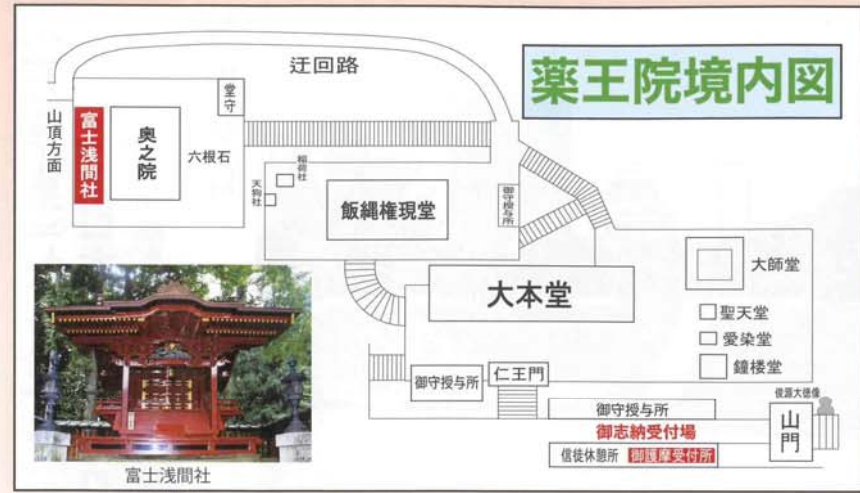 薬王院境内図
迂回路
堂守
山頂方面
富士浅間社
奥之院
六根石
稲荷社
天狗社
飯縄権現堂
御守授与所
大本堂
大師堂
聖天堂
愛染堂
鐘楼堂
御守授与所
仁王門
俊源大徳像
御守授与所
山門
御志納受付場
信徒休憩所
御護摩受付所
富士浅間社